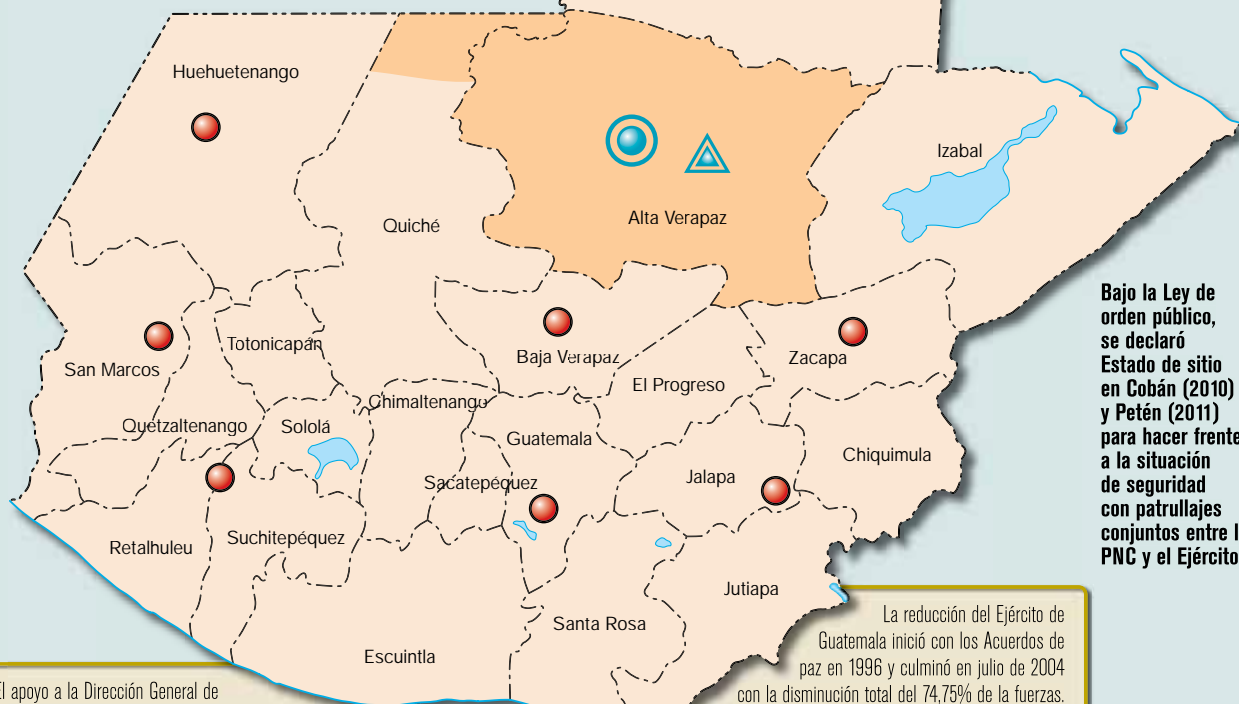 Huehuetenango
Izabal
Alta Verapaz
Quiché
Bajo la Ley de
orden público,
se declaró
Estado de sitio
en Cobán (2010)
y Petén (2011)
para hacer frente
a la situación
de seguridad
con patrullajes
conjuntos entre l
PNC y el Ejército
Totonicapán
Baja Verapaz
Zacapa
San Marcos
El Progreso
Chimaltenango
Quetzaltenango
Sololá
Guatemala
Chiquimula
Jalapa
Sacatepéquez
Suchitepéquez
Retalhuleu
Jutiapa
Santa Rosa
Escuintla
La reducción del Ejército de
Guatemala inició con los Acuerdos de
paz en 1996 y culminó en julio de 2004
con la disminución total del 74,75% de la fuerzas.
El apoyo a la Dirección General de